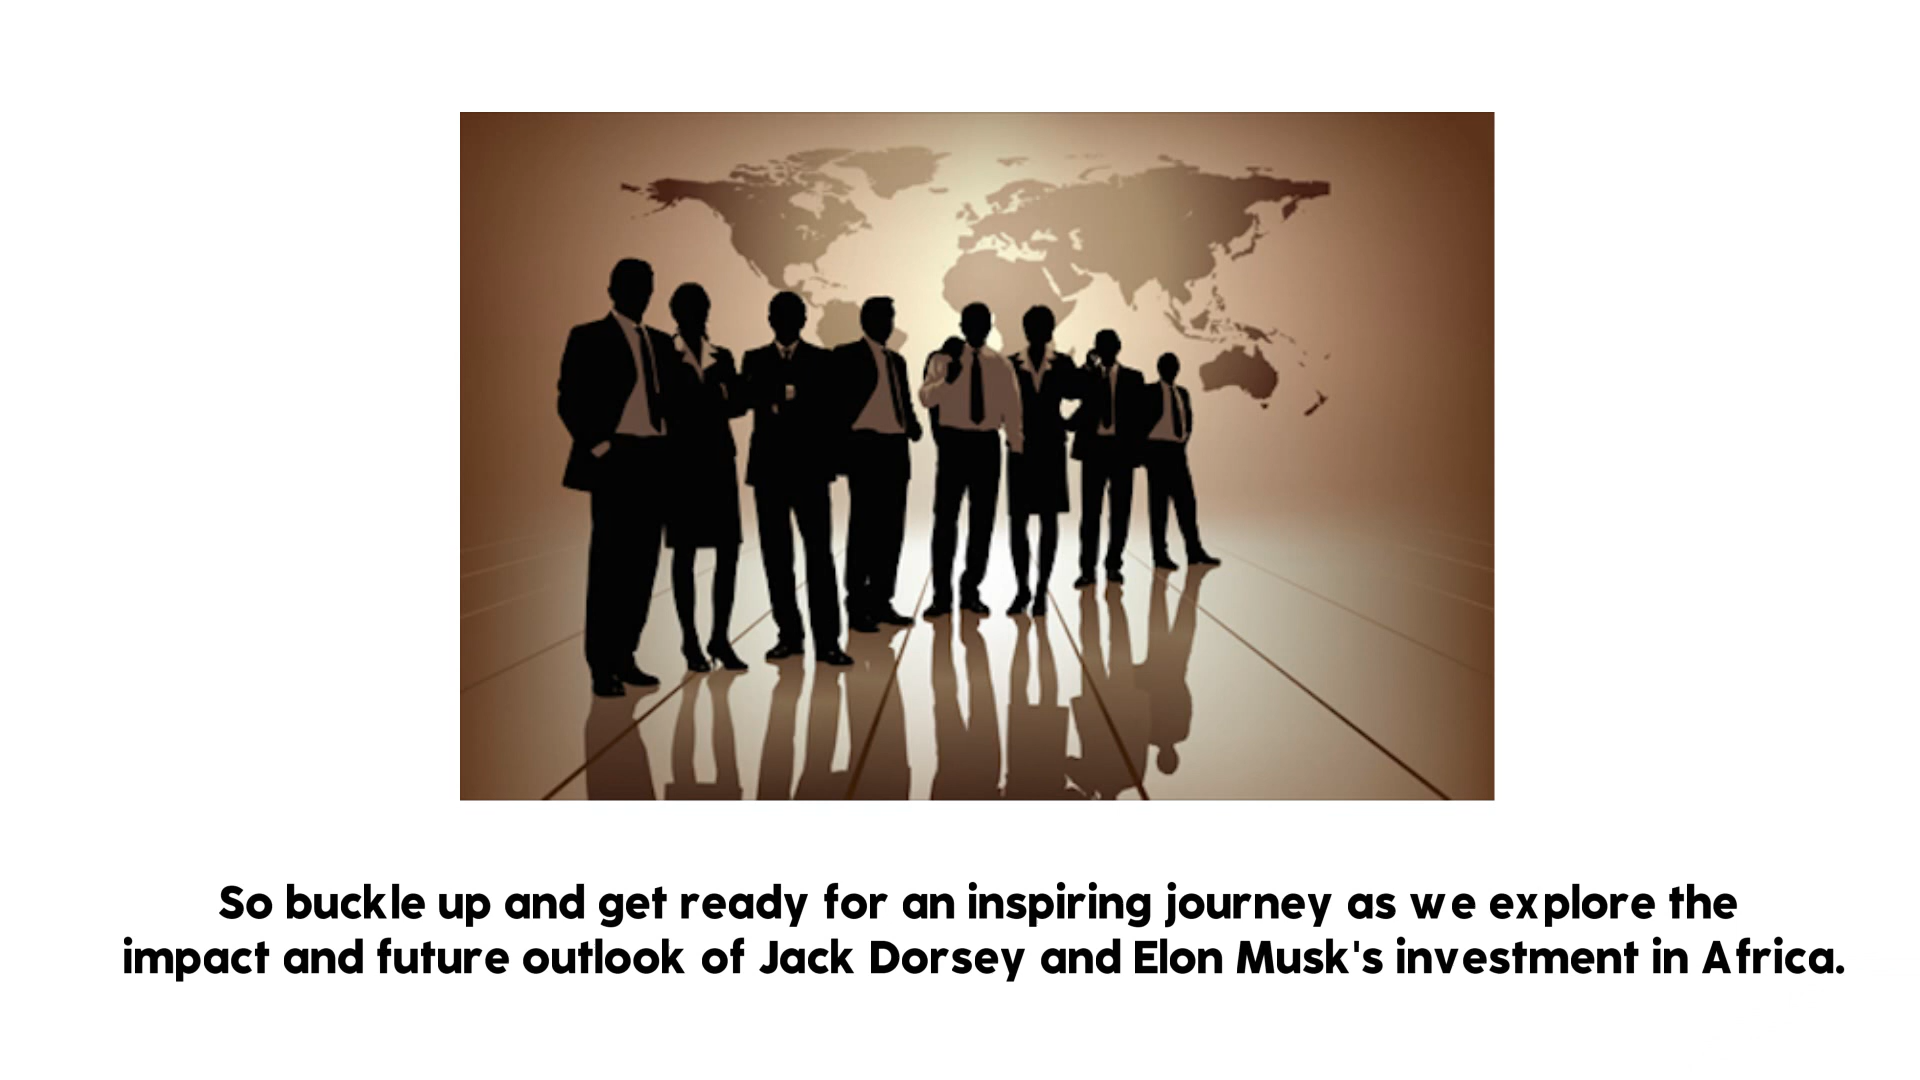 So buckle up and get ready for an inspiring journey as we explore the
impact and future outlook of Jack Dorsey and Elon Musk's investment in Africa.